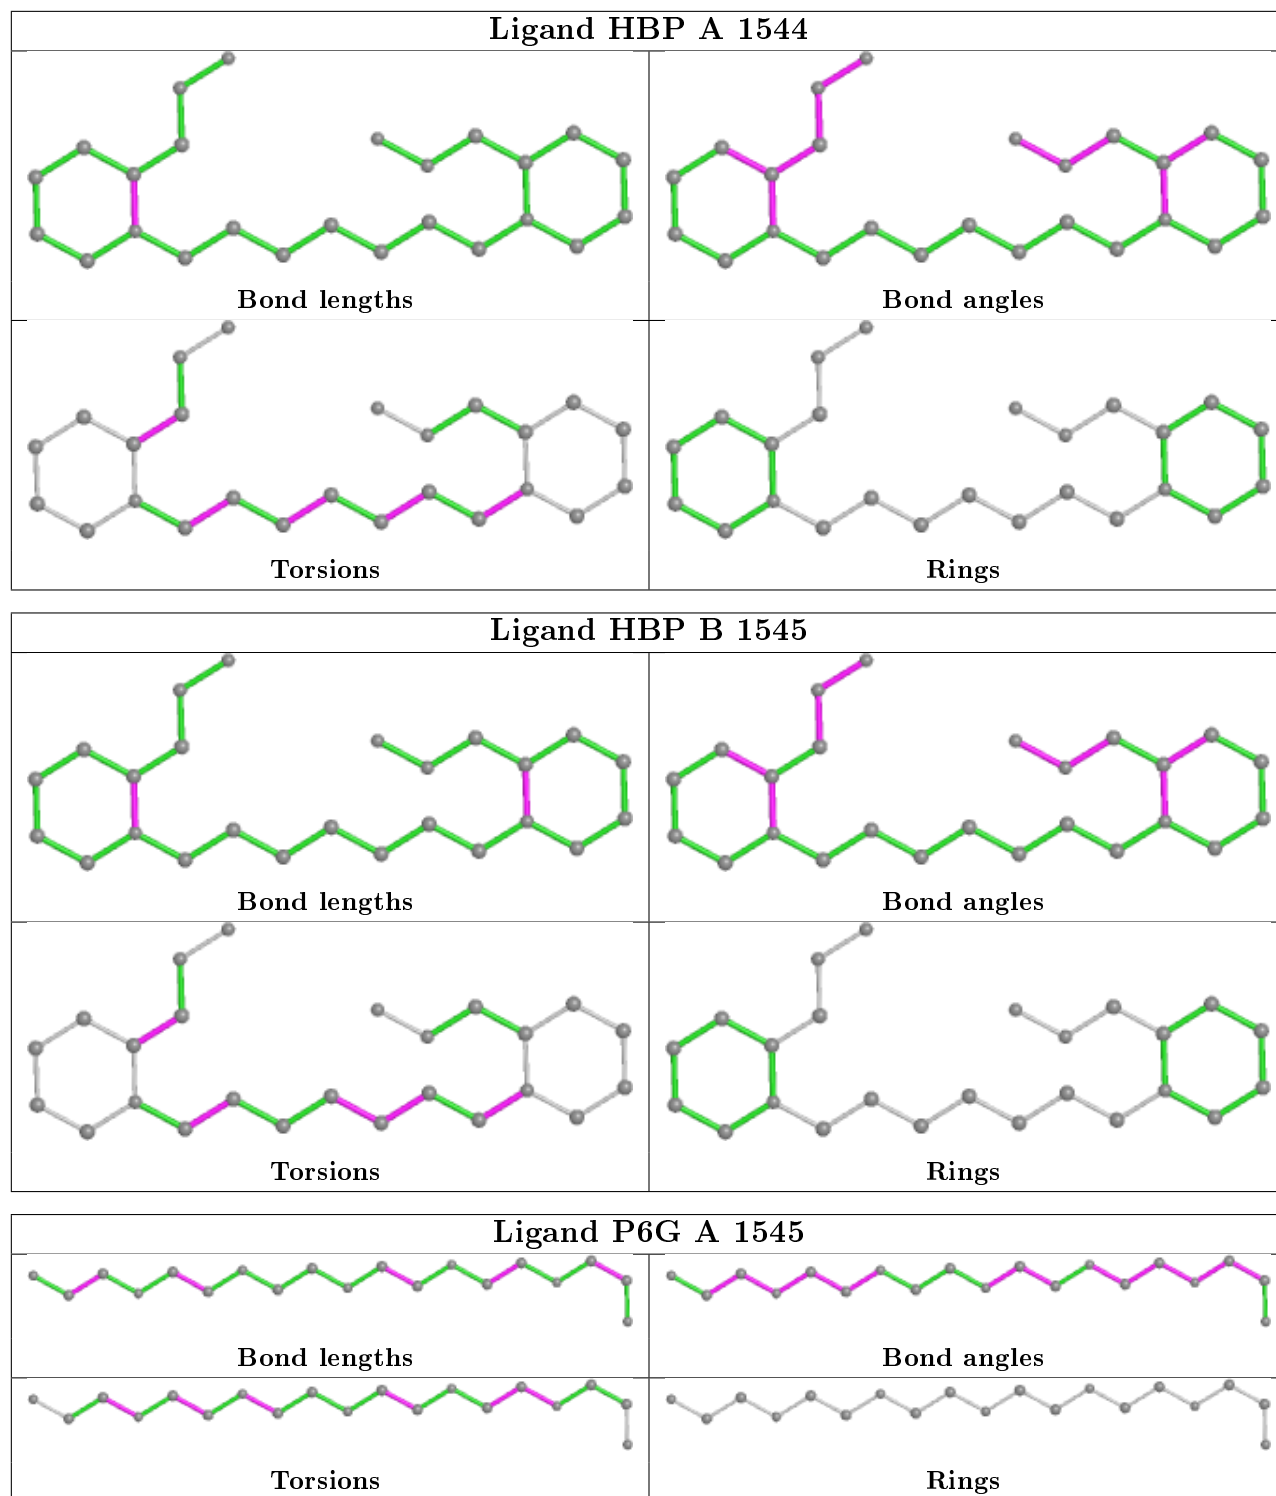 Ligand HBP A 1544
Bond lengths
Bond angles
Torsions
Rings
Ligand HBP B 1545
Bond lengths
Bond angles
Torsions
Rings
Ligand P6G A 1545
Bond lengths
Bond angles
Torsions
Rings